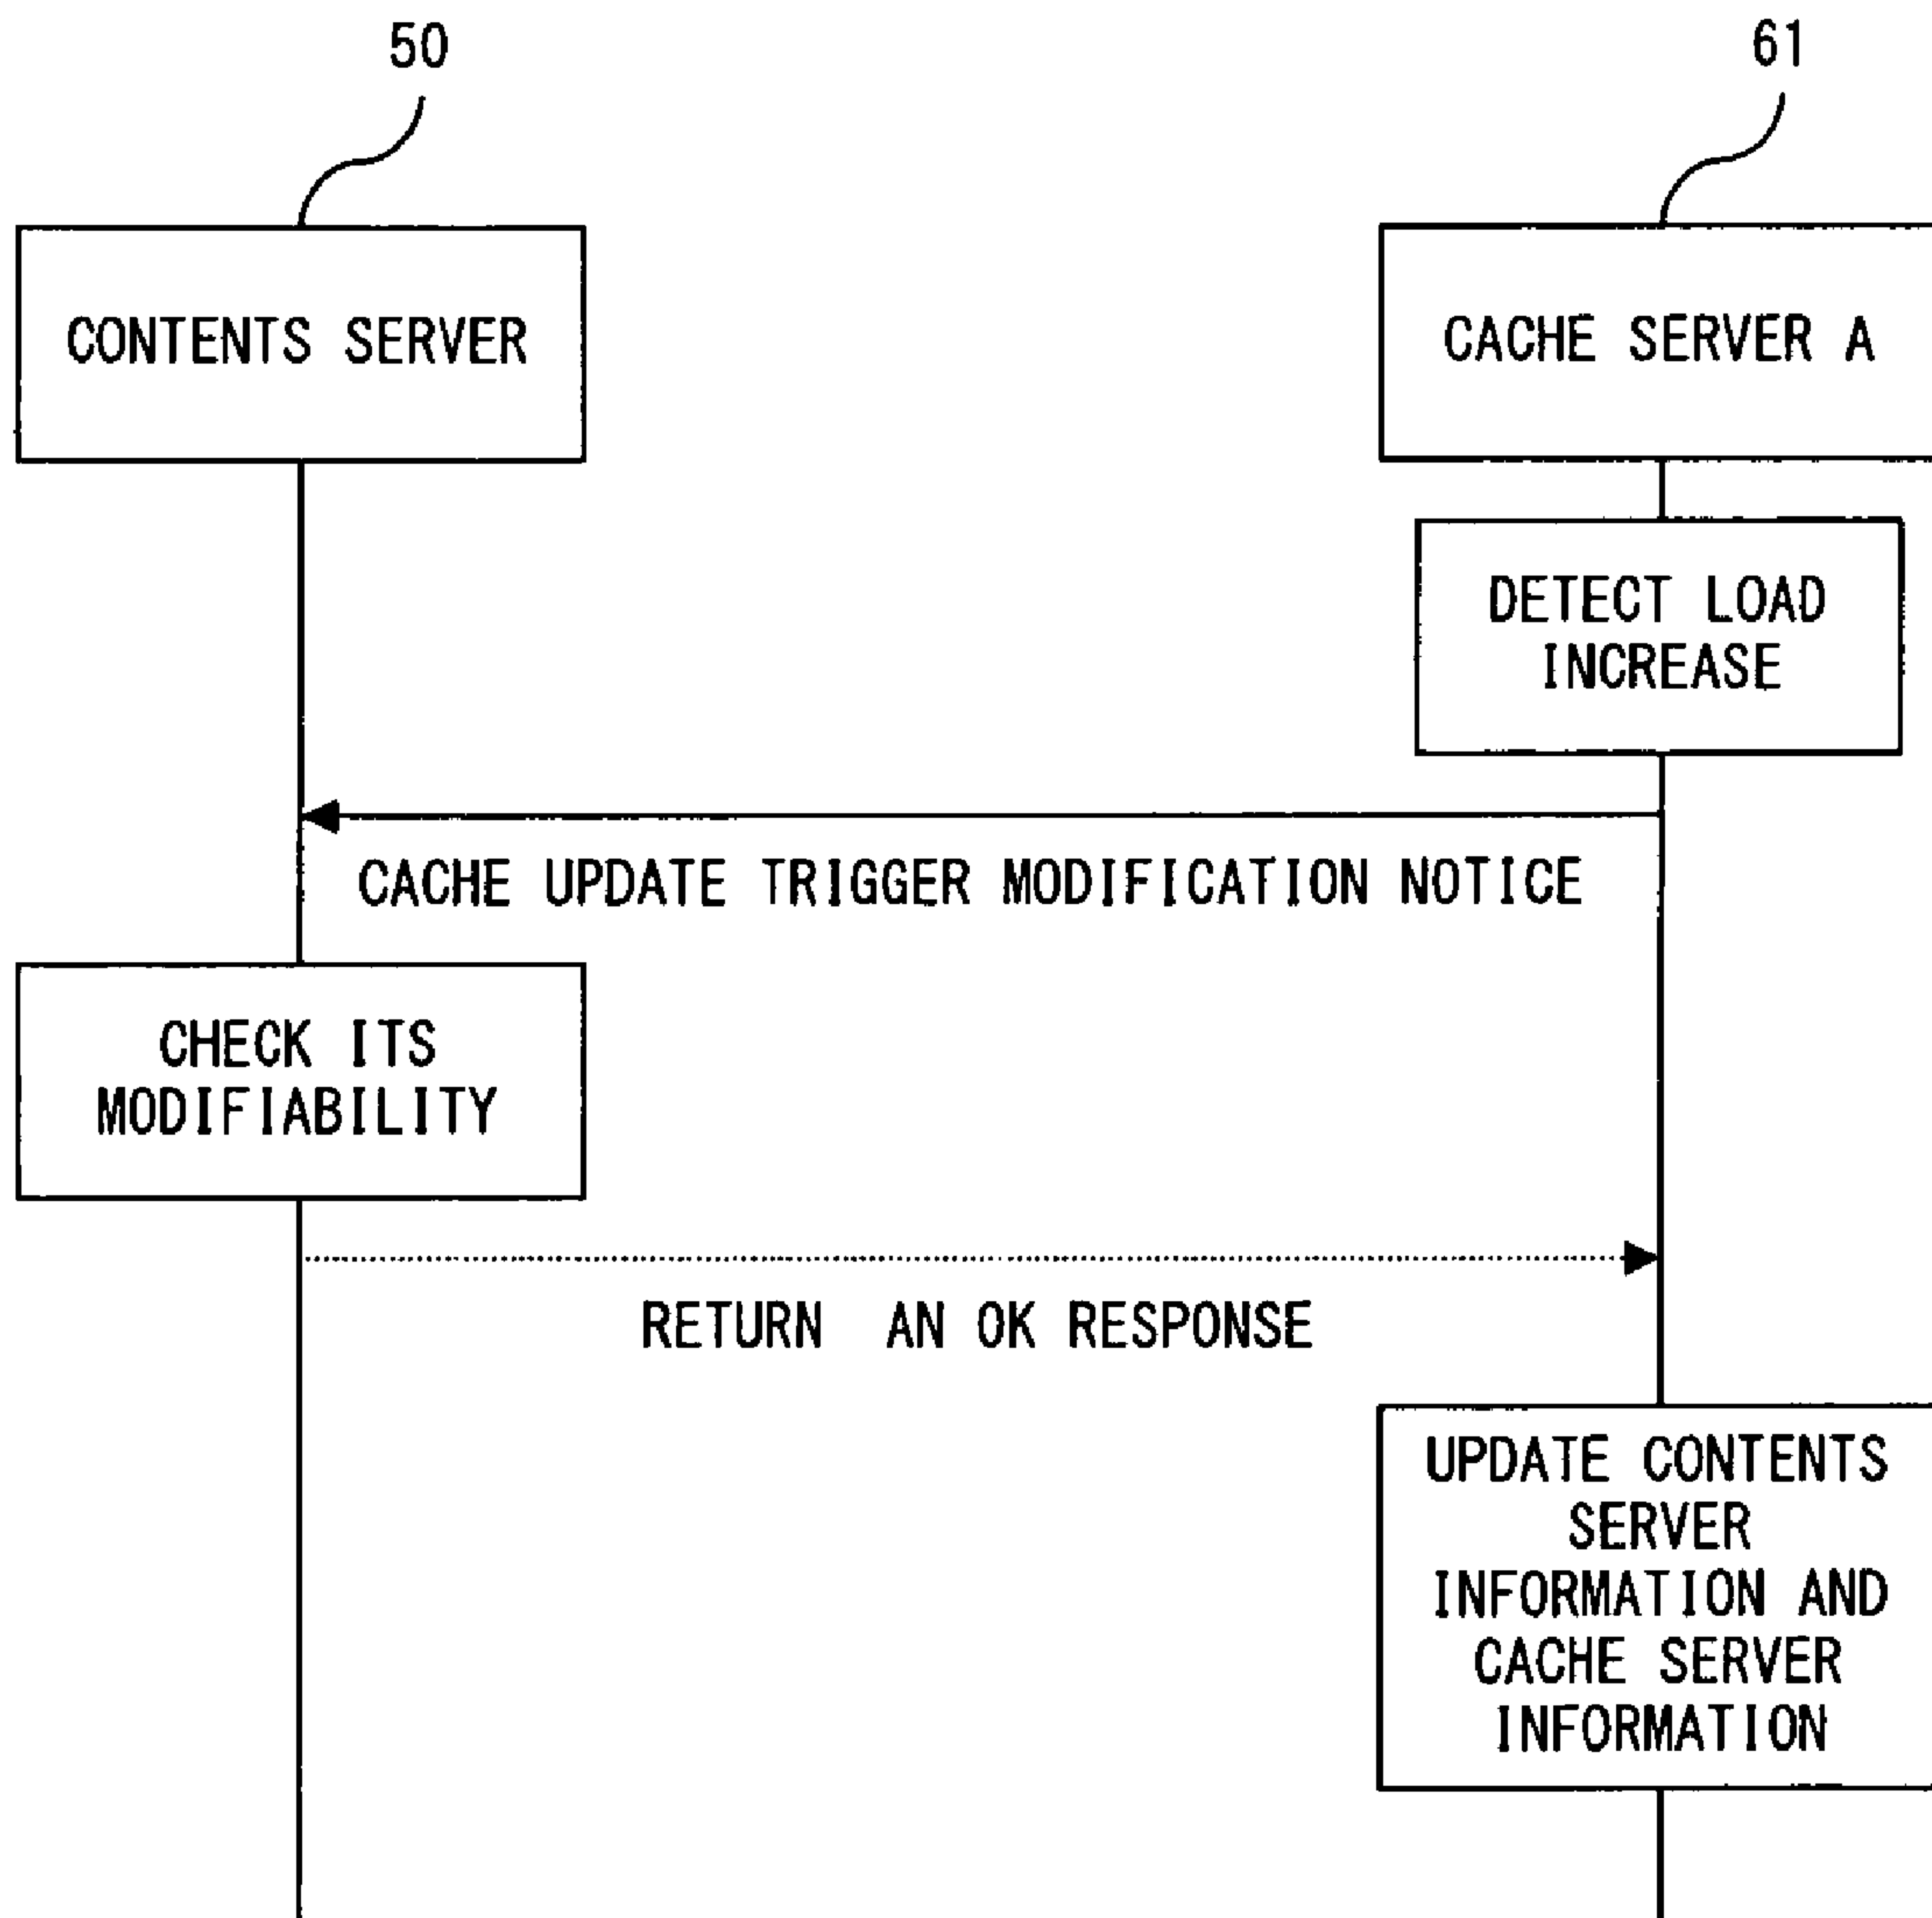 50
61
CONTENTS SERVER
CACHE SERVER A
DETECT LOAD
INCREASE
CACHE UPDATE TRIGGER MODIFICATION NOTICE
CHECK ITS
MODIFIABILITY
RETURN AN OK RESPONSE
UPDATE CONTENTS
SERVER
INFORMATION AND
CACHE SERVER
INFORMATION